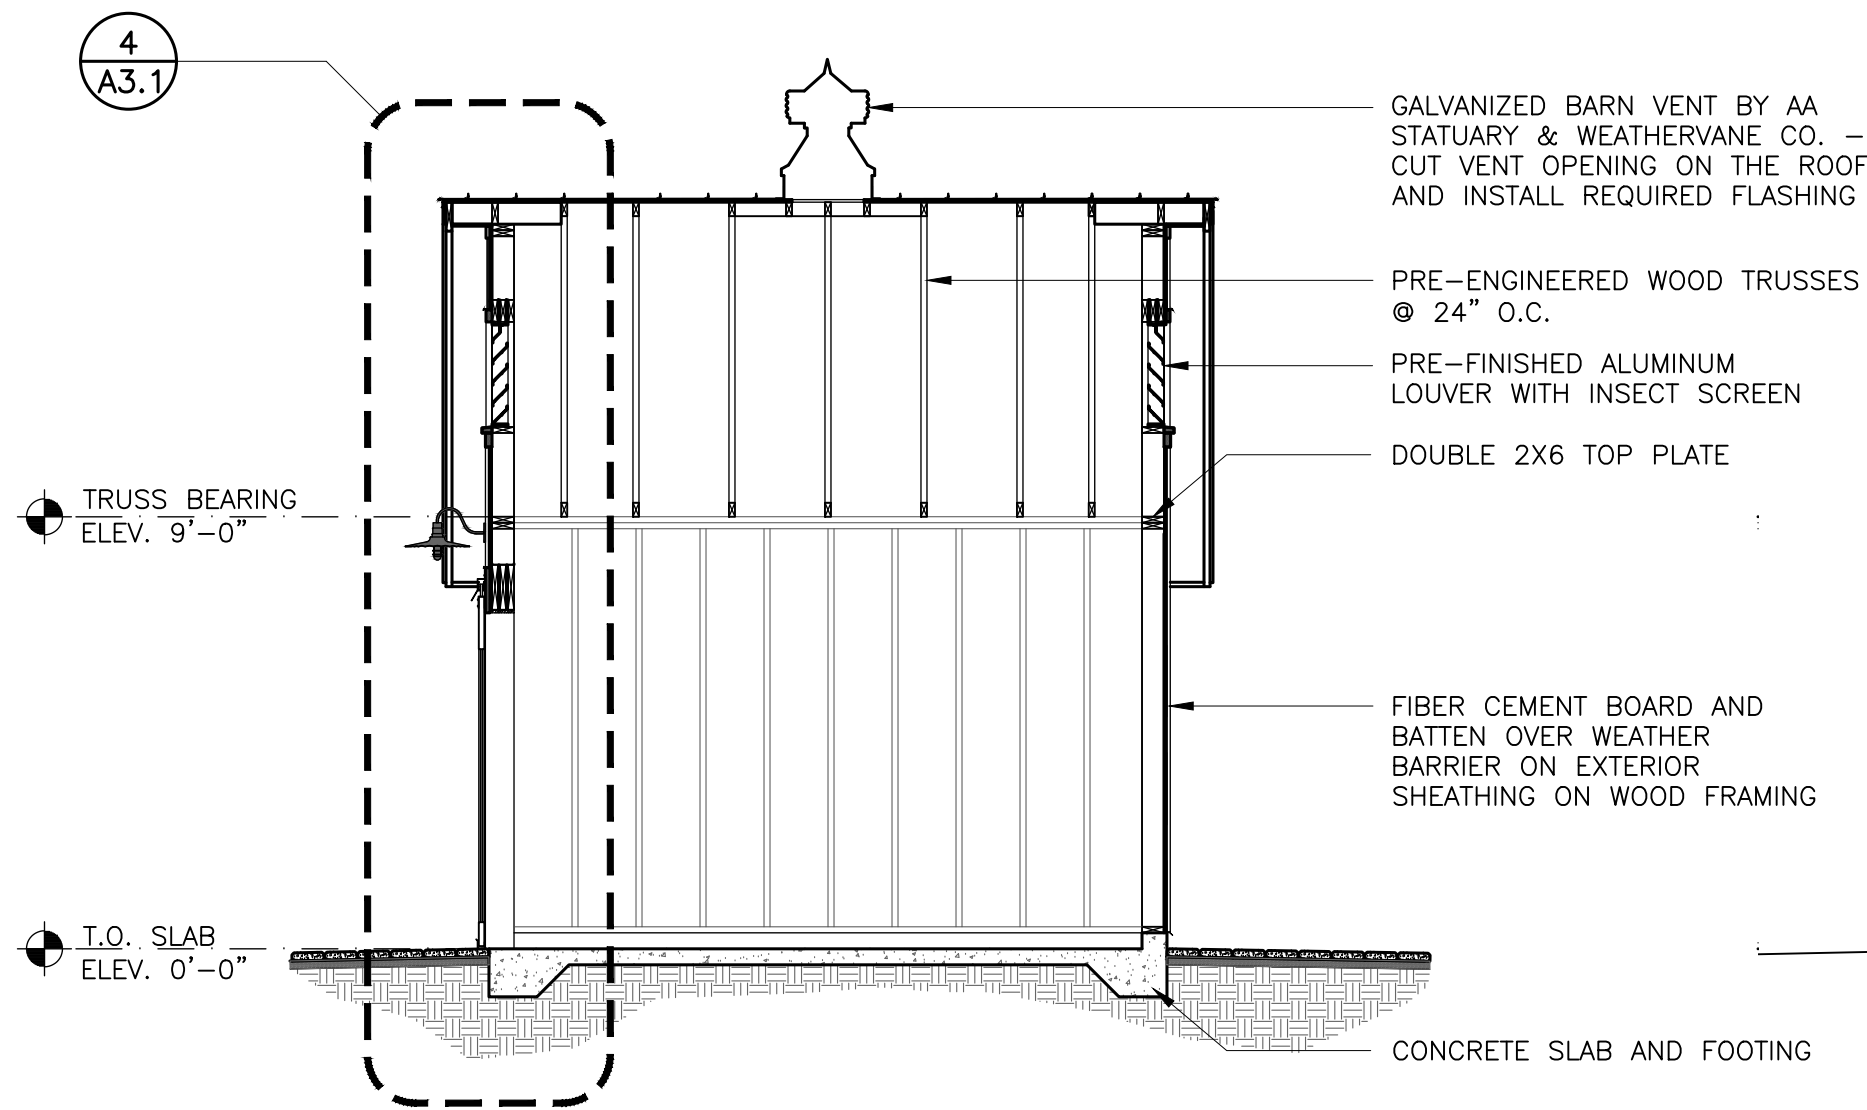 4
A3.1
GALVANIZED BARN VENT BY AA
STATUARY & WEATHERVANE CO. –
CUT VENT OPENING ON THE ROOF
AND INSTALL REQUIRED FLASHING
PRE–ENGINEERED WOOD TRUSSES
@ 24" O.C.
PRE–FINISHED ALUMINUM
LOUVER WITH INSECT SCREEN
DOUBLE 2X6 TOP PLATE
TRUSS BEARING
ELEV. 9'–0"
FIBER CEMENT BOARD AND
BATTEN OVER WEATHER
BARRIER ON EXTERIOR
SHEATHING ON WOOD FRAMING
T.O. SLAB
ELEV. 0'–0"
CONCRETE SLAB AND FOOTING